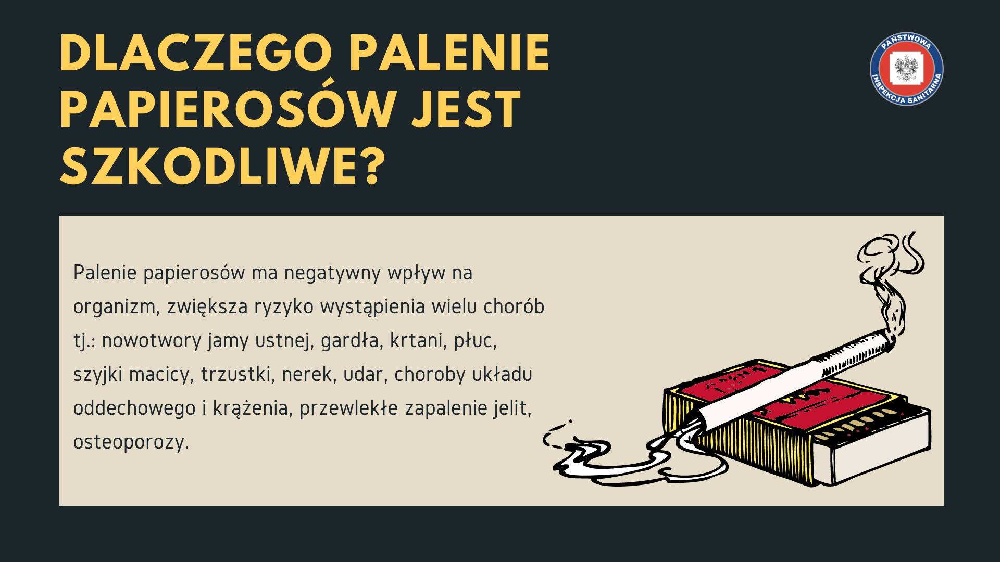 DLACZEGO PALENIE
PAPIEROSÓW JEST
SZKODLIWE?
PAŃSTWOWA
INSPEKCJA SANITARNA
Palenie papierosów ma negatywny wpływ na
organizm, zwiększa ryzyko wystąpienia wielu chorób
tj.: nowotwory jamy ustnej, gardła, krtani, płuc,
szyjki macicy, trzustki, nerek, udar, choroby układu
oddechowego i krążenia, przewlekłe zapalenie jelit,
osteoporozy.